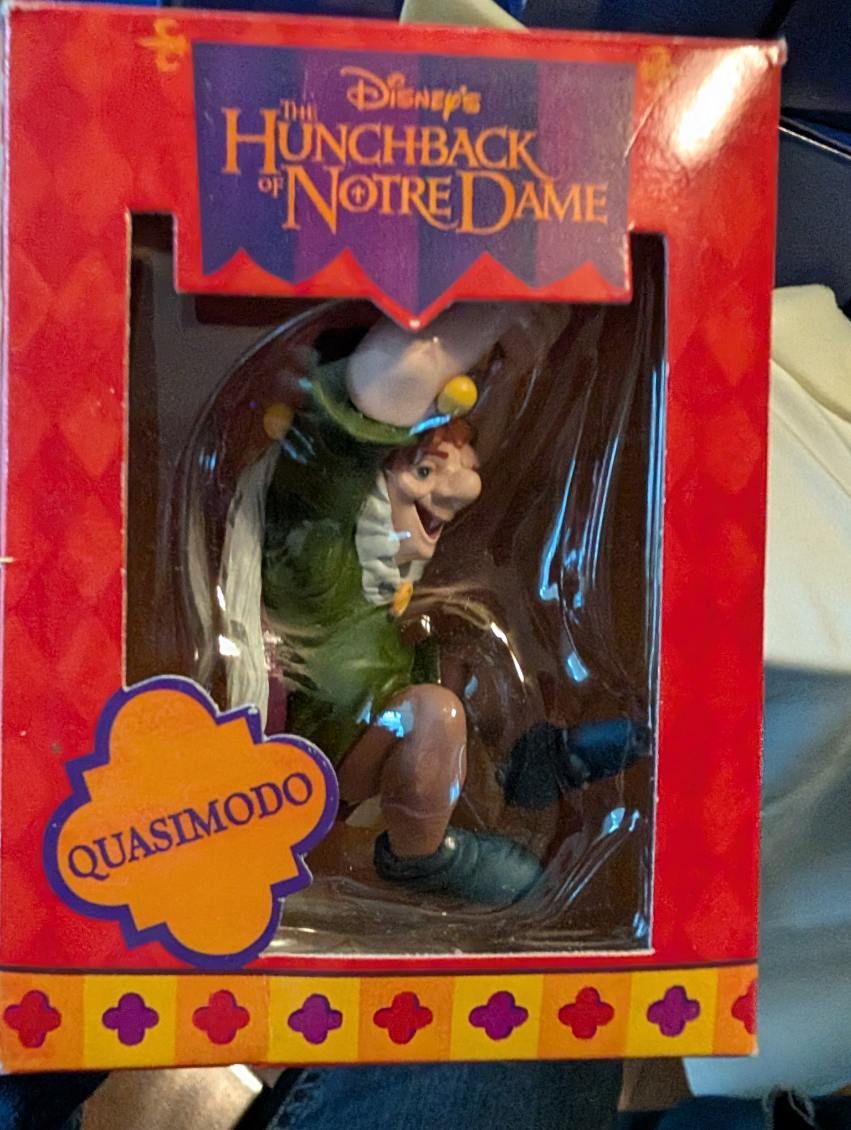 Disney's
THE
HUNCHBACK
OF NOTRE DAME
QUASIMODO